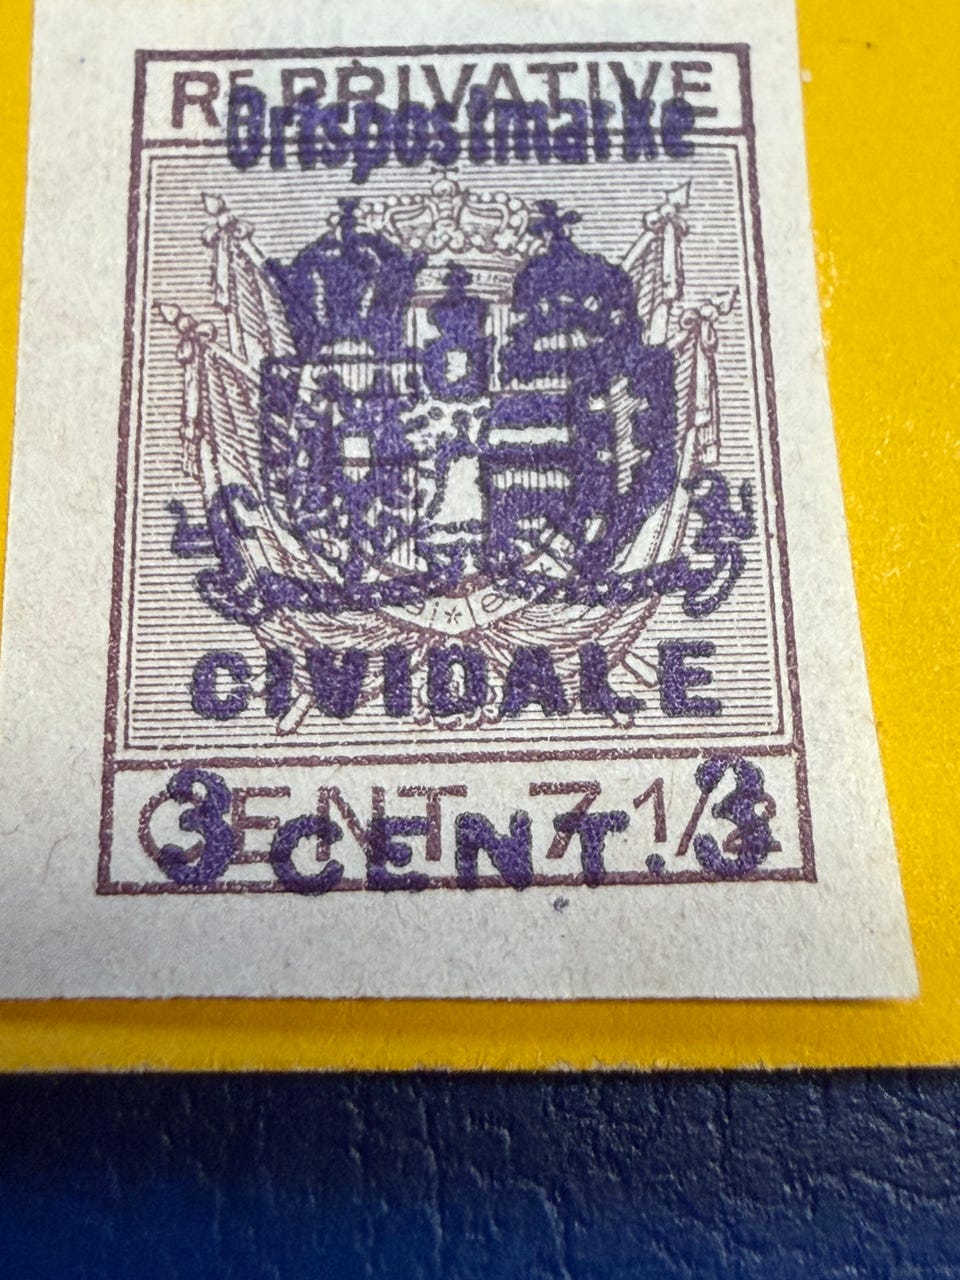 RE PRIVATIVE
Ortspostmarke
CIVIDALE
CENT 7 1/2
3 CENT. 3